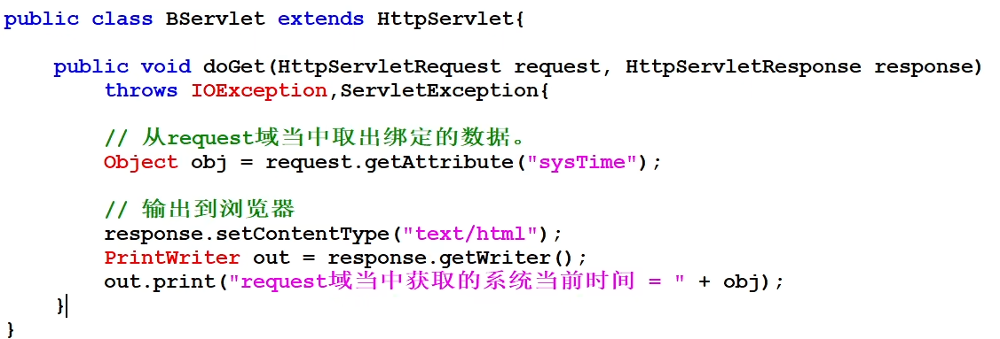 public class BServlet extends HttpServlet{
public void doGet(HttpServletRequest request, HttpServletResponse response)
throws IOException,ServletException{
// 从request域当中取出绑定的数据。
Object obj = request.getAttribute("sysTime");
// 输出到浏览器
response.setContentType("text/html");
PrintWriter out = response.getWriter();
out.print("request域当中获取的系统当前时间 = " + obj);
}
}